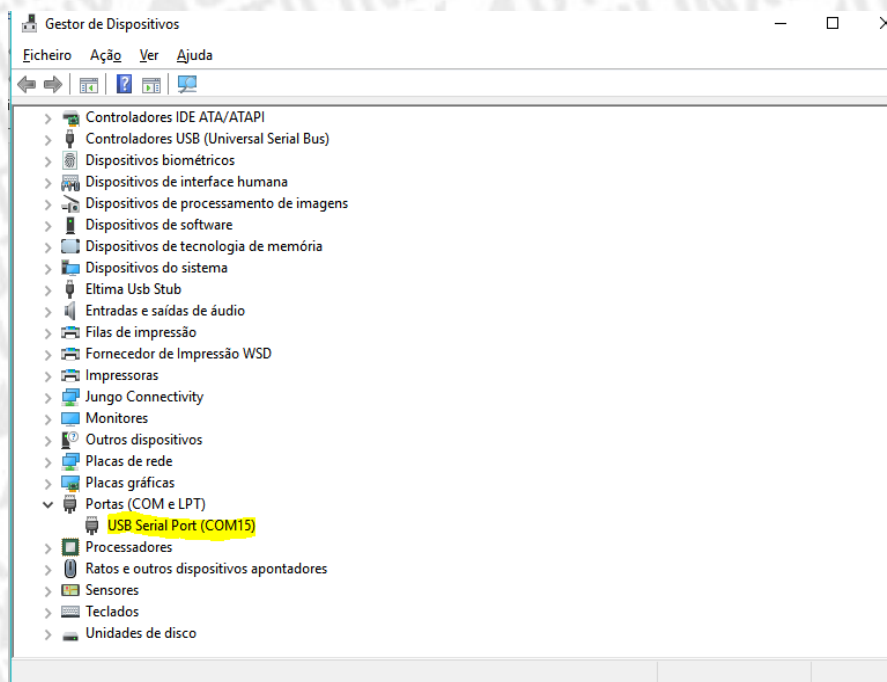 Gestor de Dispositivos
Ficheiro Ação Ver Ajuda
Controladores IDE ATA/ATAPI
Controladores USB (Universal Serial Bus)
Dispositivos biométricos
Dispositivos de interface humana
Dispositivos de processamento de imagens
Dispositivos de software
Dispositivos de tecnologia de memória
Dispositivos do sistema
Eltima Usb Stub
Entradas e saídas de áudio
Filas de impressão
Fornecedor de Impressão WSD
Impressoras
Jungo Connectivity
Monitores
Outros dispositivos
Placas de rede
Placas gráficas
Portas (COM e LPT)
USB Serial Port (COM15)
Processadores
Ratos e outros dispositivos apontadores
Sensores
Teclados
Unidades de disco